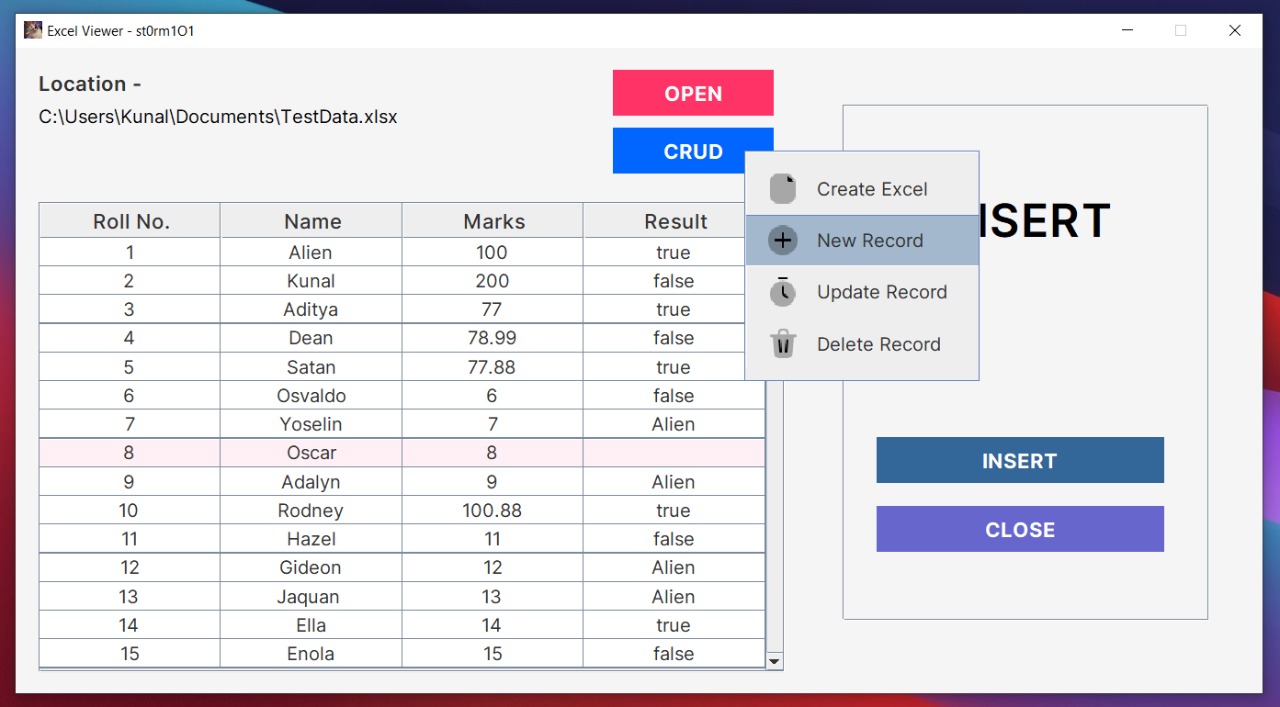 Excel Viewer - st0rm1O1
Location -
C:\Users\Kunal\Documents\TestData.xlsx
OPEN
CRUD
Create Excel
New Record
Update Record
Delete Record
Roll No. Name Marks Result
1 Alien 100 true
2 Kunal 200 false
3 Aditya 77 true
4 Dean 78.99 false
5 Satan 77.88 true
6 Osvaldo 6 false
7 Yoselin 7 Alien
8 Oscar 8
9 Adalyn 9 Alien
10 Rodney 100.88 true
11 Hazel 11 false
12 Gideon 12 Alien
13 Jaquan 13 Alien
14 Ella 14 true
15 Enola 15 false
NSERT
INSERT
CLOSE